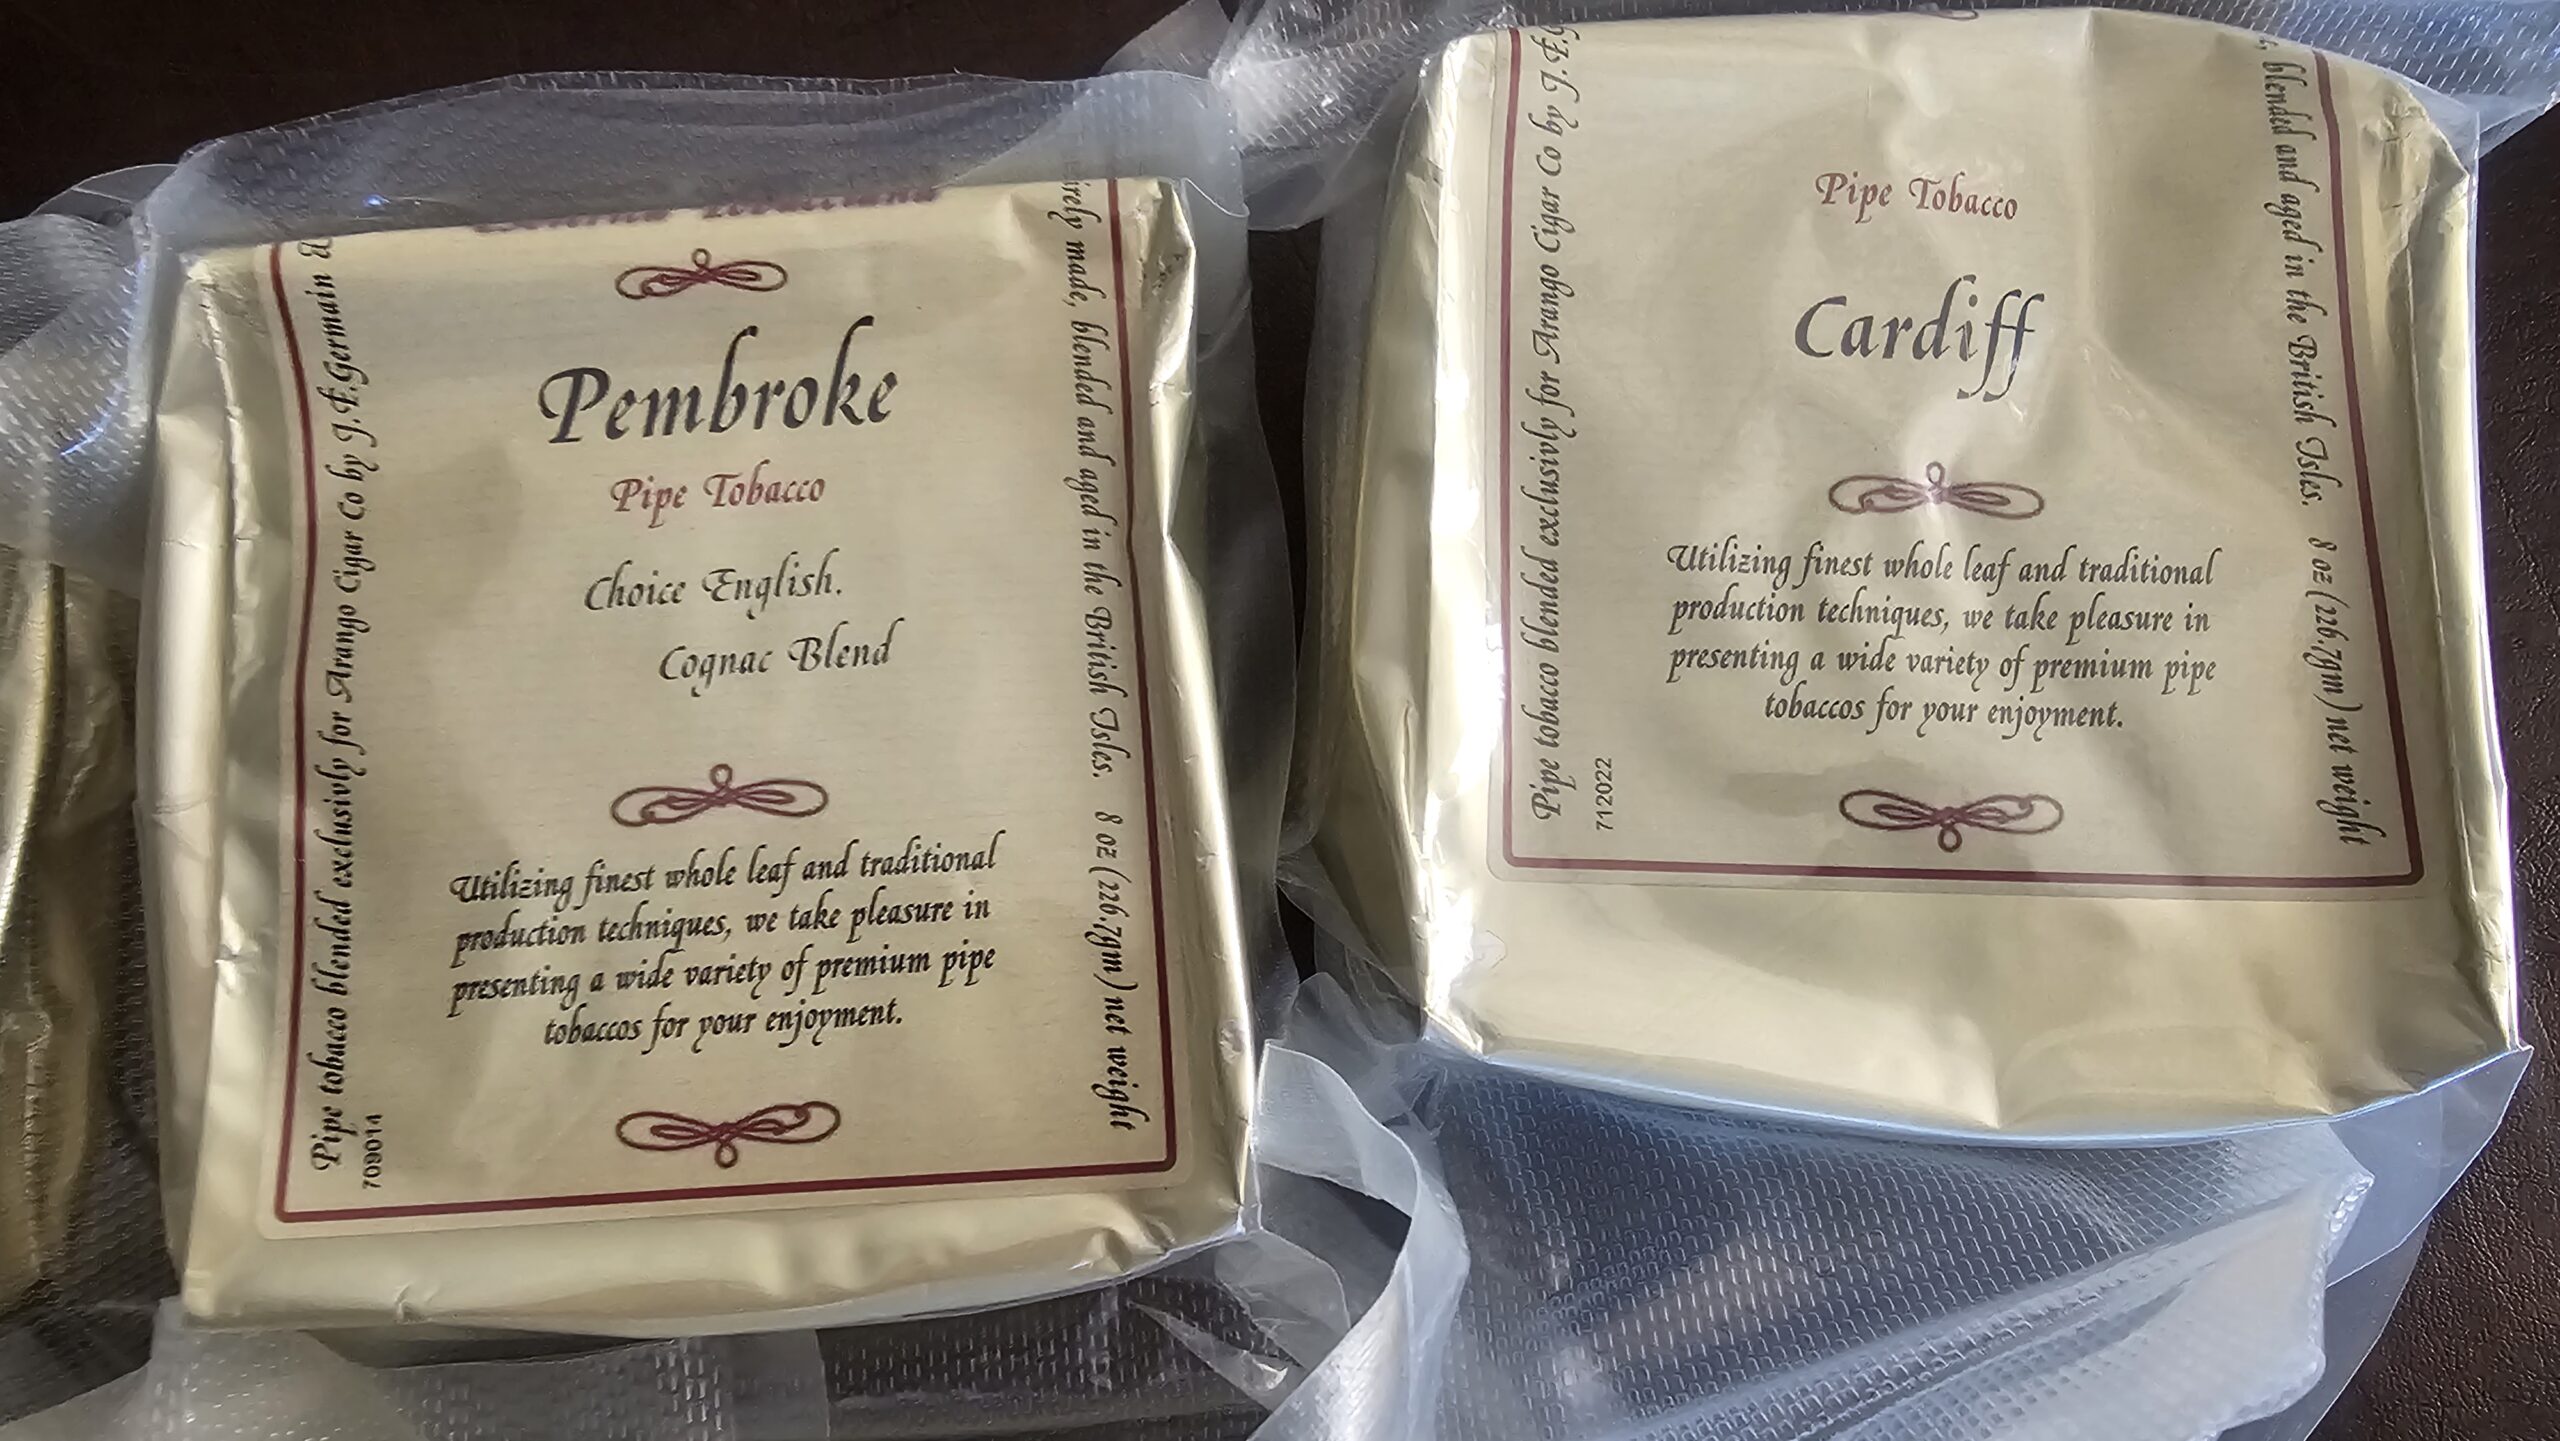 Pembroke
Pipe Tobacco
Choice English.
Cognac Blend
Utilizing finest whole leaf and traditional
production techniques, we take pleasure in
presenting a wide variety of premium pipe
tobaccos for your enjoyment.
Pipe tobacco blended exclusivly for Arango Cigar Co by J.F.Germain &
709014
made, blended and aged in the British Isles. 8 oz (226.7gm) net weight
Pipe Tobacco
Cardiff
Utilizing finest whole leaf and traditional
production techniques, we take pleasure in
presenting a wide variety of premium pipe
tobaccos for your enjoyment.
Pipe tobacco blended exclusivly for Arango Cigar Co by J.F.
712022
blended and aged in the British Isles. 8 oz (226.7gm) net weight